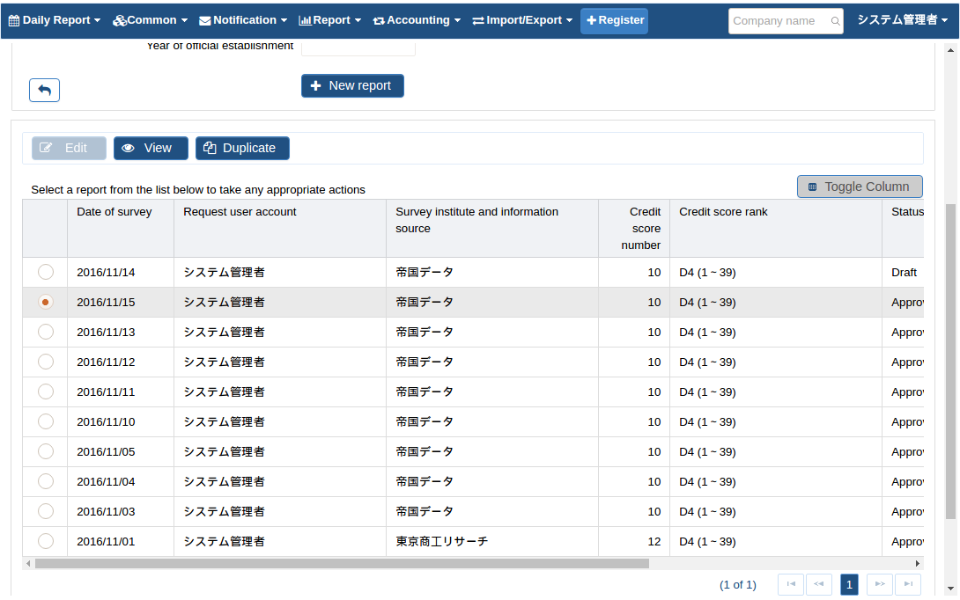 Daily Report Common Notification Report Accounting Import/Export Register Company name システム管理者
Year of official establishment
New report
Edit View Duplicate
Select a report from the list below to take any appropriate actions Toggle Column
Date of survey Request user account Survey institute and information source Credit score number Credit score rank Status
2016/11/14 システム管理者 帝国データ 10 D4 (1 ~ 39) Draft
2016/11/15 システム管理者 帝国データ 10 D4 (1 ~ 39) Approv
2016/11/13 システム管理者 帝国データ 10 D4 (1 ~ 39) Approv
2016/11/12 システム管理者 帝国データ 10 D4 (1 ~ 39) Approv
2016/11/11 システム管理者 帝国データ 10 D4 (1 ~ 39) Approv
2016/11/10 システム管理者 帝国データ 10 D4 (1 ~ 39) Approv
2016/11/05 システム管理者 帝国データ 10 D4 (1 ~ 39) Approv
2016/11/04 システム管理者 帝国データ 10 D4 (1 ~ 39) Approv
2016/11/03 システム管理者 帝国データ 10 D4 (1 ~ 39) Approv
2016/11/01 システム管理者 東京商工リサーチ 12 D4 (1 ~ 39) Approv
(1 of 1) 1